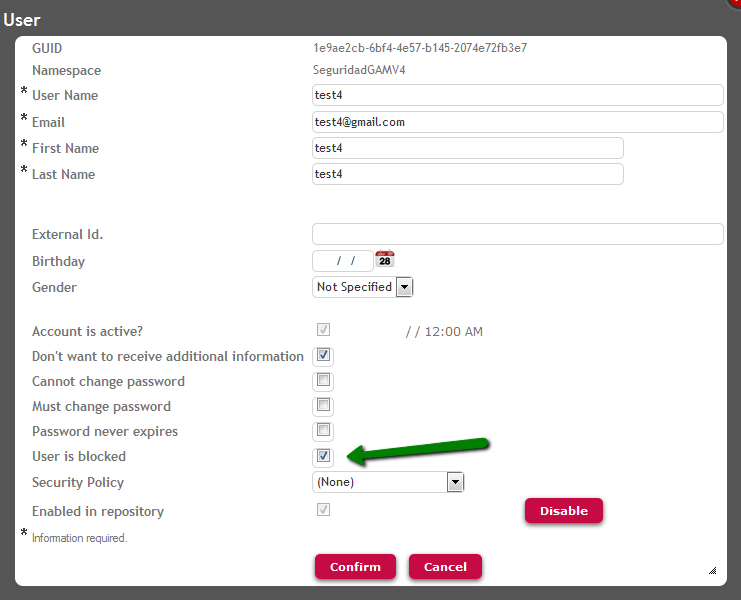 User
GUID 1e9ae2cb-6bf4-4e57-b145-2074e72fb3e7
Namespace SeguridadGAMV4
* User Name test4
* Email test4@gmail.com
* First Name test4
* Last Name test4
External Id.
Birthday / / 28
Gender Not Specified
Account is active? / / 12:00 AM
Don't want to receive additional information
Cannot change password
Must change password
Password never expires
User is blocked
Security Policy (None)
Enabled in repository Disable
* Information required.
Confirm Cancel